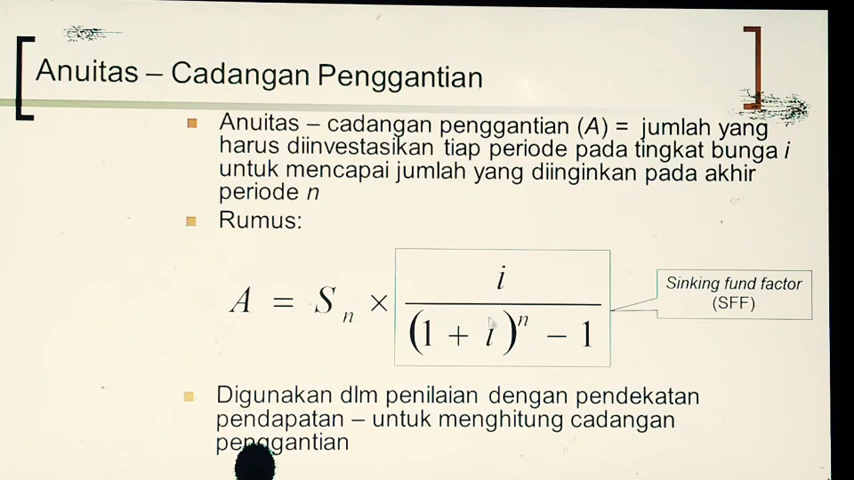 Anuitas – Cadangan Penggantian
Anuitas – cadangan penggantian (A) = jumlah yang
harus diinvestasikan tiap periode pada tingkat bunga i
untuk mencapai jumlah yang diinginkan pada akhir
periode n
Rumus:
A = Sₙ × i / ((1 + i)ⁿ − 1)
Sinking fund factor
(SFF)
Digunakan dlm penilaian dengan pendekatan
pendapatan – untuk menghitung cadangan
penggantian